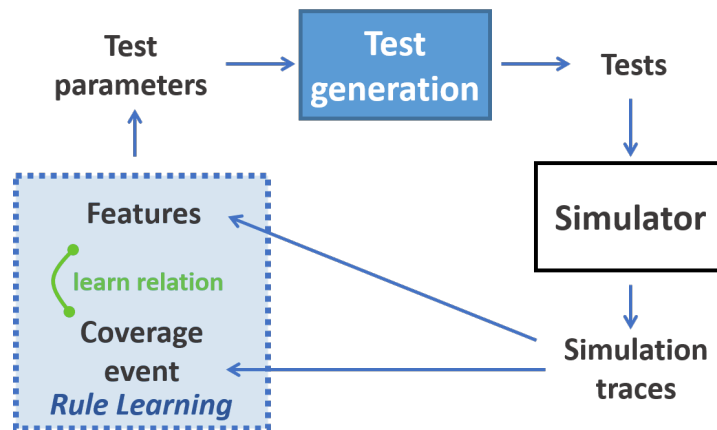 Test
parameters
Test
generation
Tests
Simulator
Simulation
traces
Features
learn relation
Coverage
event
Rule Learning